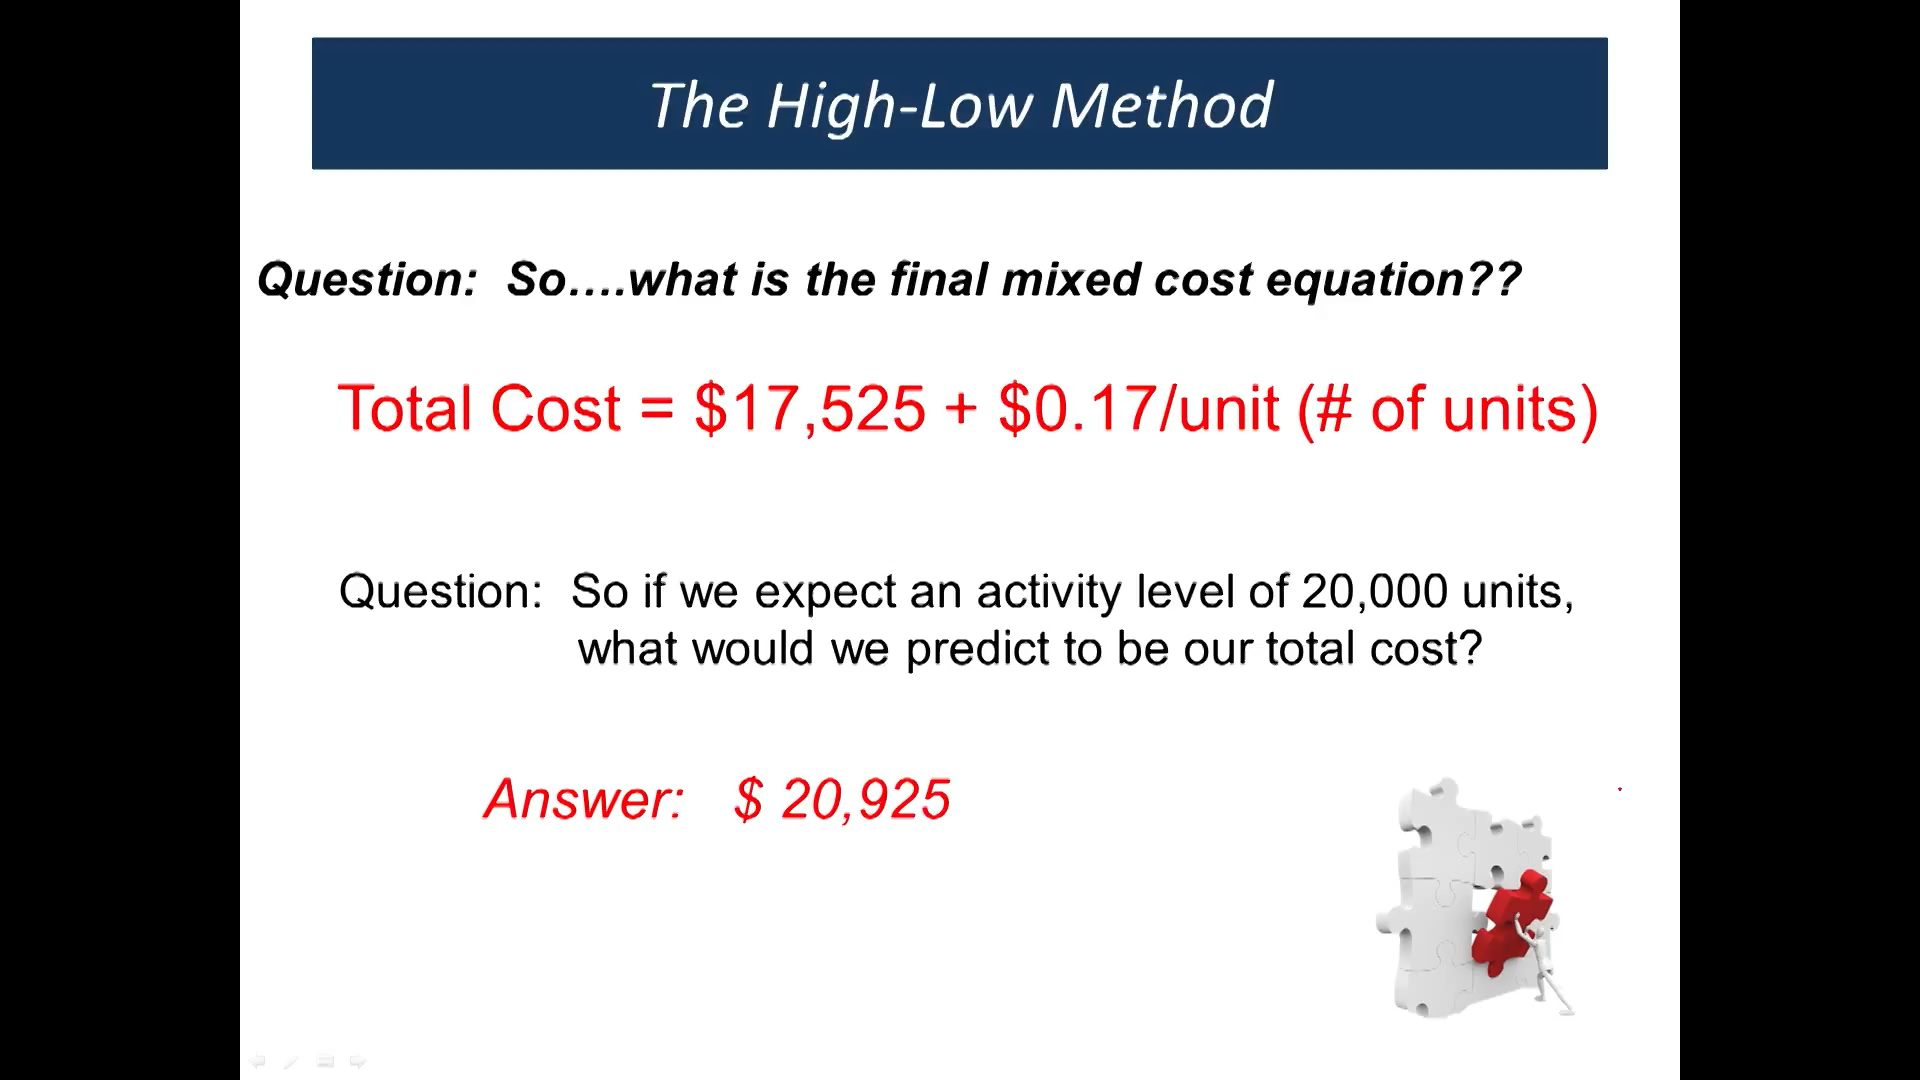 The High-Low Method
Question: So....what is the final mixed cost equation??
Total Cost = $17,525 + $0.17/unit (# of units)
Question: So if we expect an activity level of 20,000 units,
what would we predict to be our total cost?
Answer: $ 20,925